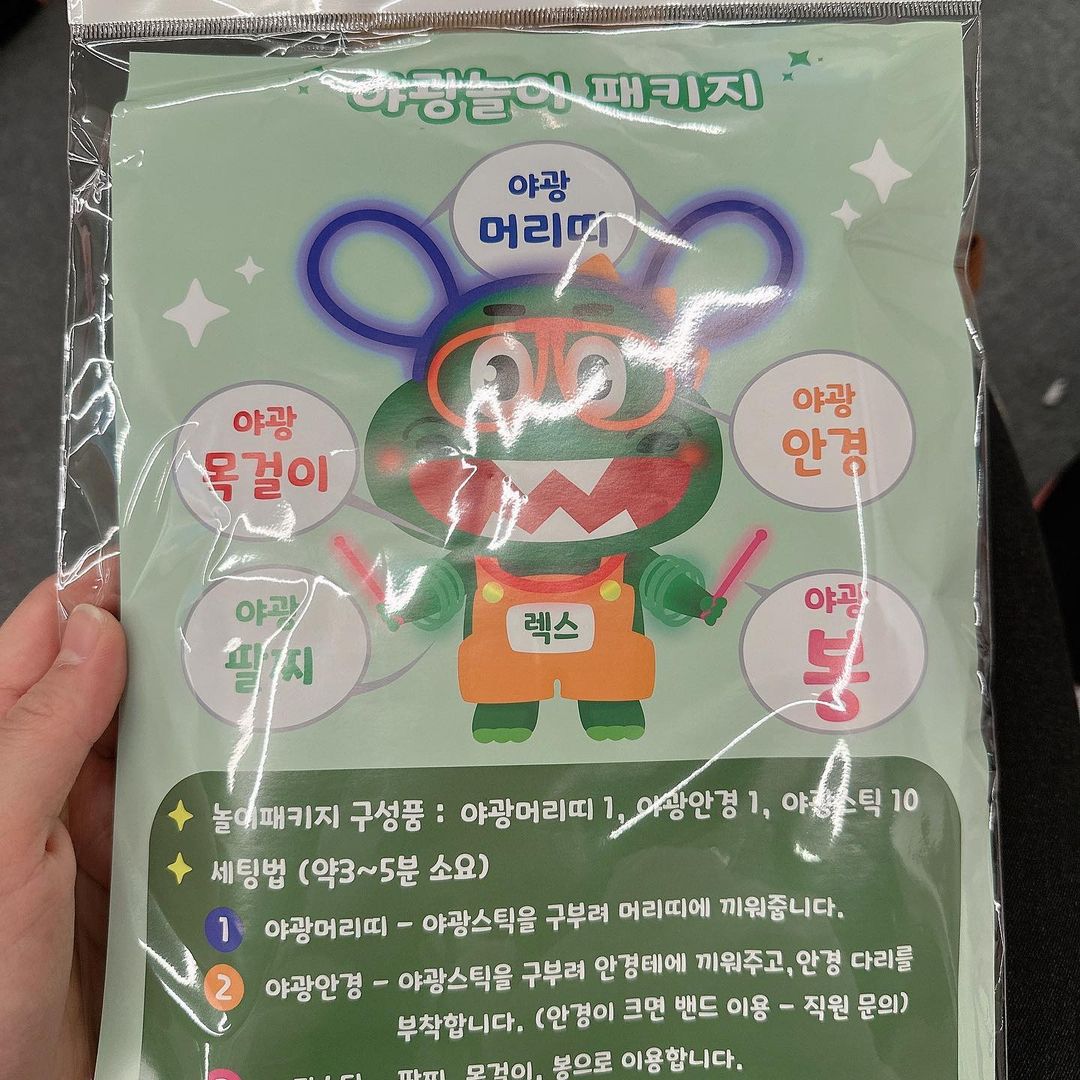 야광놀이 패키지
야광
머리띠
야광
목걸이
야광
안경
야광
팔찌
야광
봉
렉스
놀이패키지 구성품 : 야광머리띠 1, 야광안경 1, 야광스틱 10
세팅법 (약3~5분 소요)
1 야광머리띠 - 야광스틱을 구부려 머리띠에 끼워줍니다.
2 야광안경 - 야광스틱을 구부려 안경테에 끼워주고, 안경 다리를
부착합니다. (안경이 크면 밴드 이용 - 직원 문의)
팔찌, 목걸이, 봉으로 이용합니다.